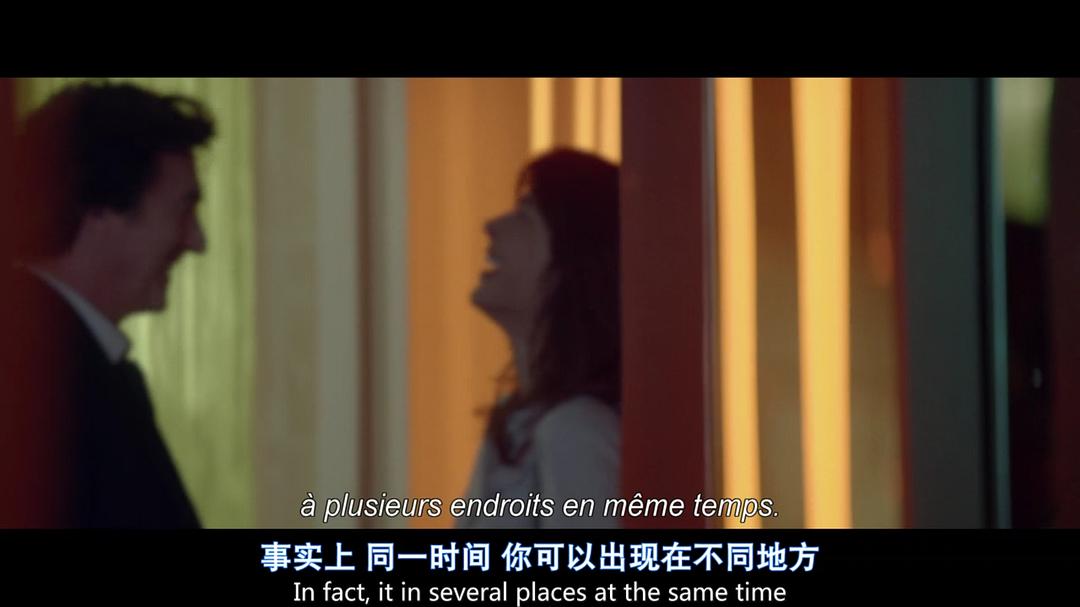 à plusieurs endroits en même temps.
事实上 同一时间 你可以出现在不同地方
In fact, it in several places at the same time